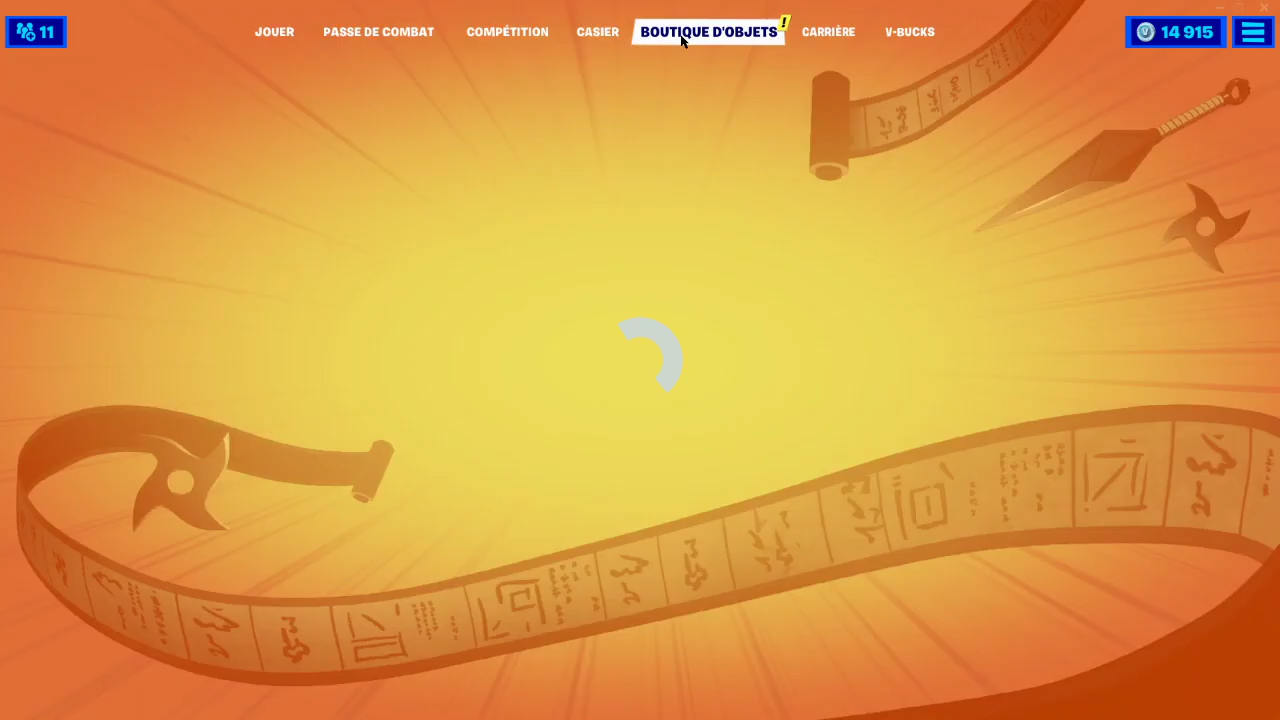 11
JOUER PASSE DE COMBAT COMPÉTITION CASIER BOUTIQUE D'OBJETS ! CARRIÈRE V-BUCKS
V 14 915